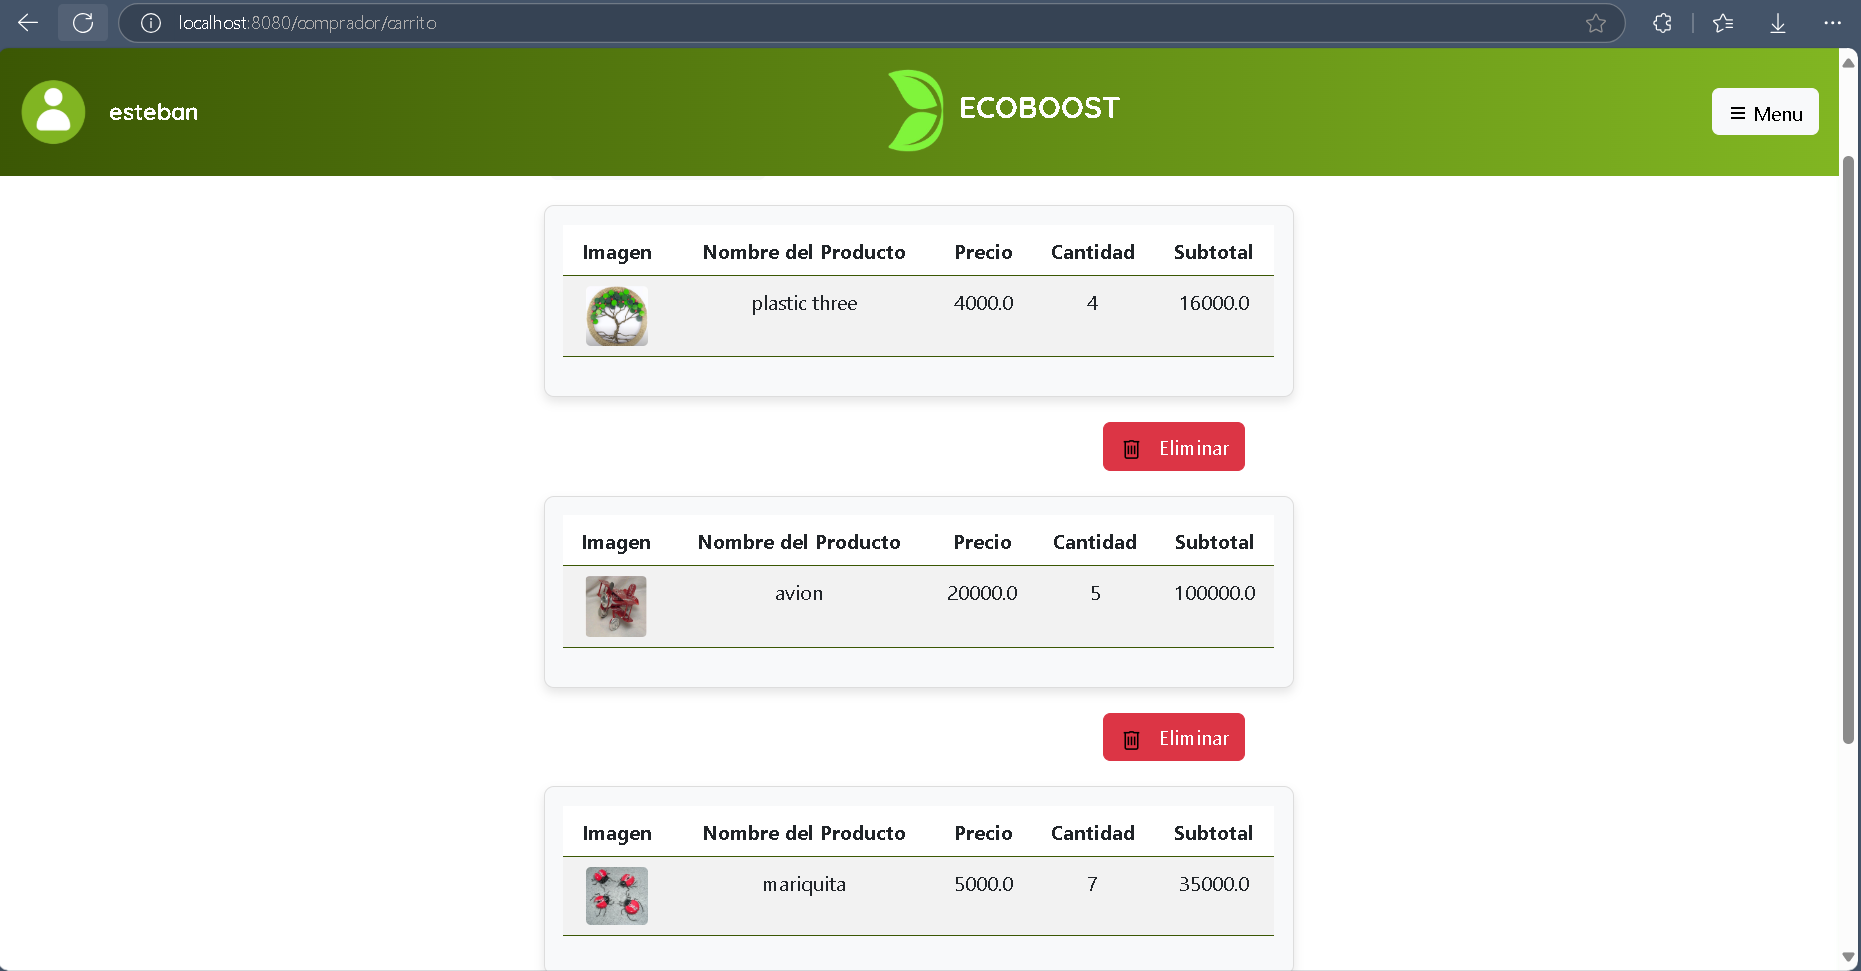 localhost:8080/comprador/carrito
esteban
ECOBOOST
Menu
Imagen Nombre del Producto Precio Cantidad Subtotal
plastic three 4000.0 4 16000.0
Eliminar
Imagen Nombre del Producto Precio Cantidad Subtotal
avion 20000.0 5 100000.0
Eliminar
Imagen Nombre del Producto Precio Cantidad Subtotal
mariquita 5000.0 7 35000.0